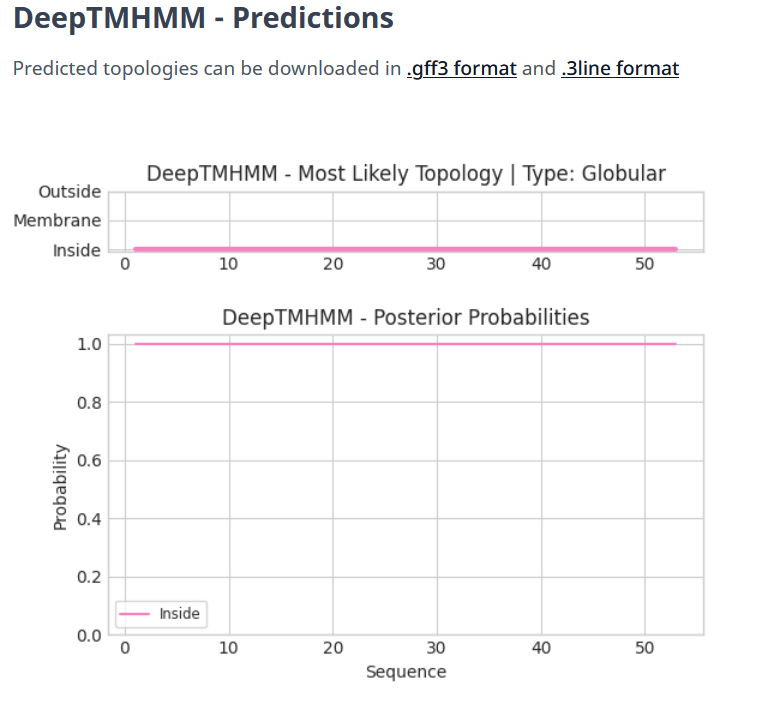 DeepTMHMM - Predictions
Predicted topologies can be downloaded in .gff3 format and .3line format
DeepTMHMM - Most Likely Topology | Type: Globular
Outside
Membrane
Inside
0 10 20 30 40 50
DeepTMHMM - Posterior Probabilities
1.0
0.8
0.6
0.4
0.2
0.0
Probability
Inside
0 10 20 30 40 50
Sequence